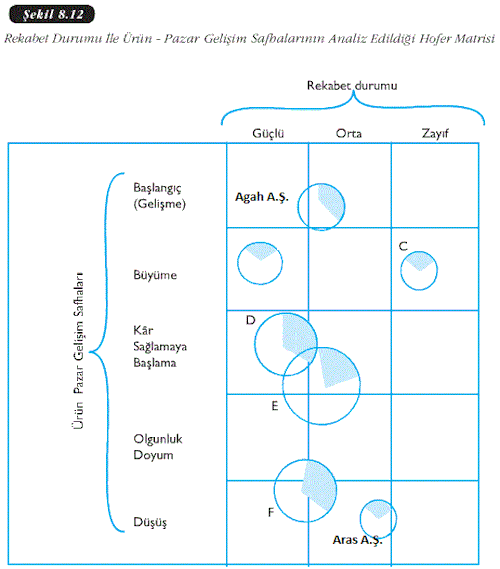 Şekil 8.12
Rekabet Durumu İle Ürün - Pazar Gelişim Safhalarının Analiz Edildiği Hofer Matrisi
Rekabet durumu
Güçlü Orta Zayıf
Ürün Pazar Gelişim Safhaları
Başlangıç
(Gelişme)
Agah A.Ş.
Büyüme
C
Kâr
Sağlamaya
Başlama
D
E
Olgunluk
Doyum
Düşüş
F
Aras A.Ş.